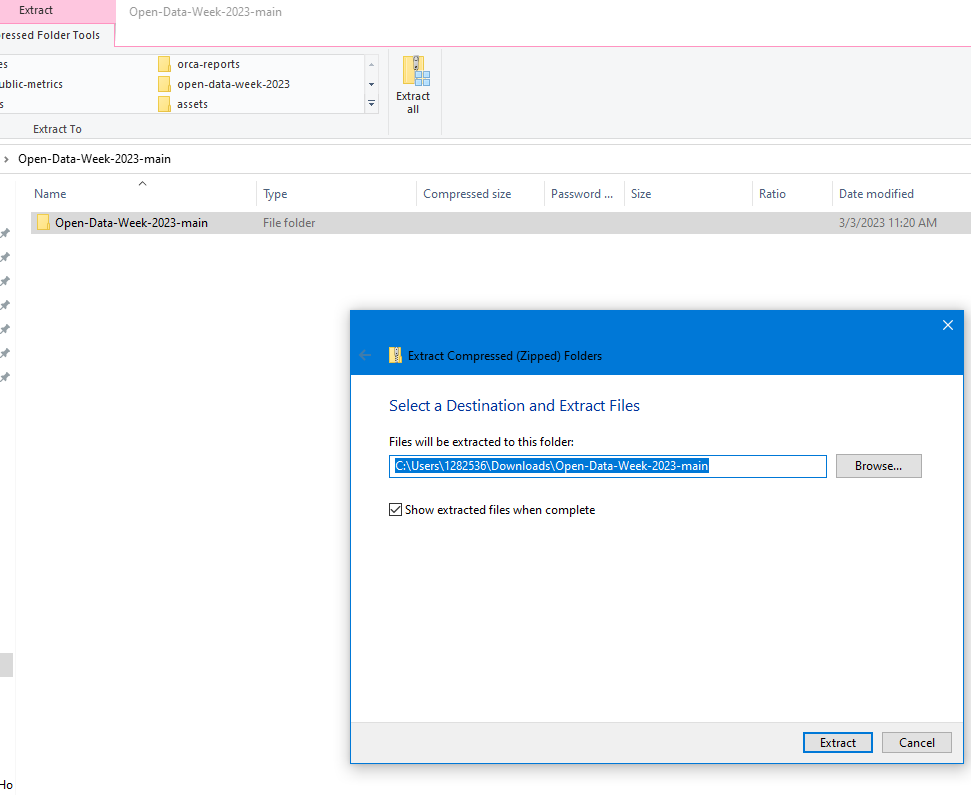 Extract
Open-Data-Week-2023-main
ressed Folder Tools
es
orca-reports
ublic-metrics
open-data-week-2023
s
assets
Extract
all
Extract To
› Open-Data-Week-2023-main
Name
Type
Compressed size
Password ...
Size
Ratio
Date modified
Open-Data-Week-2023-main
File folder
3/3/2023 11:20 AM
Extract Compressed (Zipped) Folders
Select a Destination and Extract Files
Files will be extracted to this folder:
C:\Users\1282536\Downloads\Open-Data-Week-2023-main
Browse...
Show extracted files when complete
Extract
Cancel
Ho